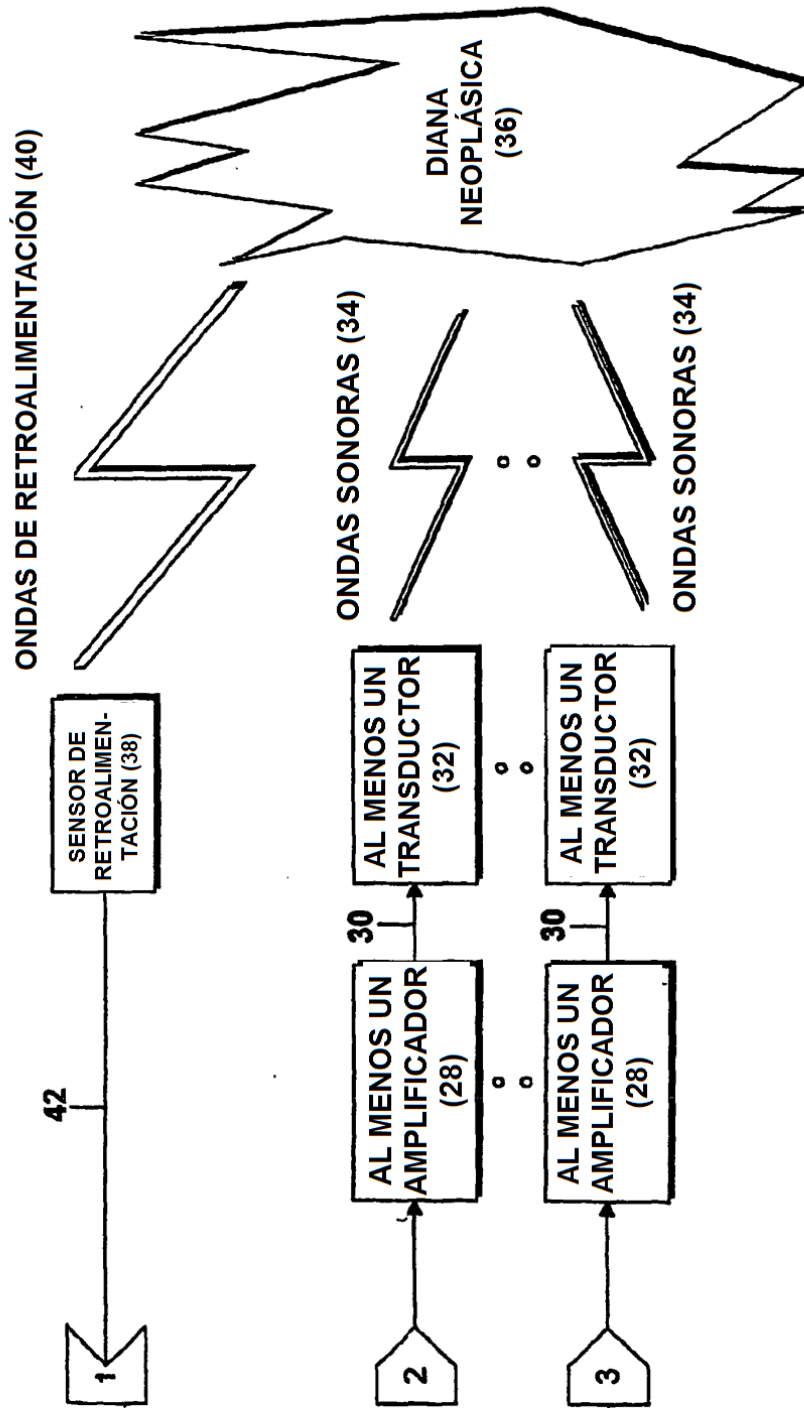 ONDAS DE RETROALIMENTACIÓN (40)
42
1
SENSOR DE
RETROALIMEN-
TACIÓN (38)
DIANA
NEOPLÁSICA
(36)
ONDAS SONORAS (34)
2
AL MENOS UN
AMPLIFICADOR
(28)
30
AL MENOS UN
TRANSDUCTOR
(32)
3
AL MENOS UN
AMPLIFICADOR
(28)
30
AL MENOS UN
TRANSDUCTOR
(32)
ONDAS SONORAS (34)